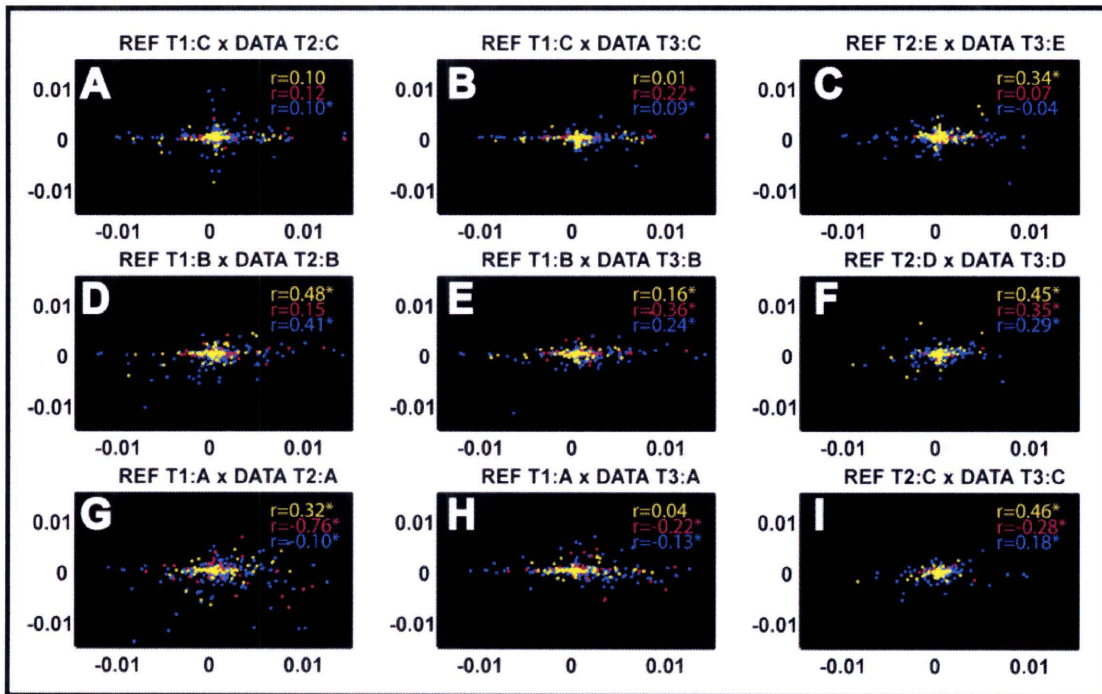 REF T1:C x DATA T2:C
A
r=0.10
r=0.12
r=0.10*
0.01
0
-0.01
-0.01 0 0.01
REF T1:C x DATA T3:C
B
r=0.01
r=0.22*
r=0.09*
0.01
0
-0.01
-0.01 0 0.01
REF T2:E x DATA T3:E
C
r=0.34*
r=0.07
r=-0.04
0.01
0
-0.01
-0.01 0 0.01
REF T1:B x DATA T2:B
D
r=0.48*
r=0.15
r=0.41*
0.01
0
-0.01
-0.01 0 0.01
REF T1:B x DATA T3:B
E
r=0.16*
r=-0.36*
r=0.24*
0.01
0
-0.01
-0.01 0 0.01
REF T2:D x DATA T3:D
F
r=0.45*
r=0.35*
r=0.29*
0.01
0
-0.01
-0.01 0 0.01
REF T1:A x DATA T2:A
G
r=0.32*
r=-0.76*
r=-0.10*
0.01
0
-0.01
-0.01 0 0.01
REF T1:A x DATA T3:A
H
r=0.04
r=-0.22*
r=-0.13*
0.01
0
-0.01
-0.01 0 0.01
REF T2:C x DATA T3:C
I
r=0.46*
r=-0.28*
r=0.18*
0.01
0
-0.01
-0.01 0 0.01